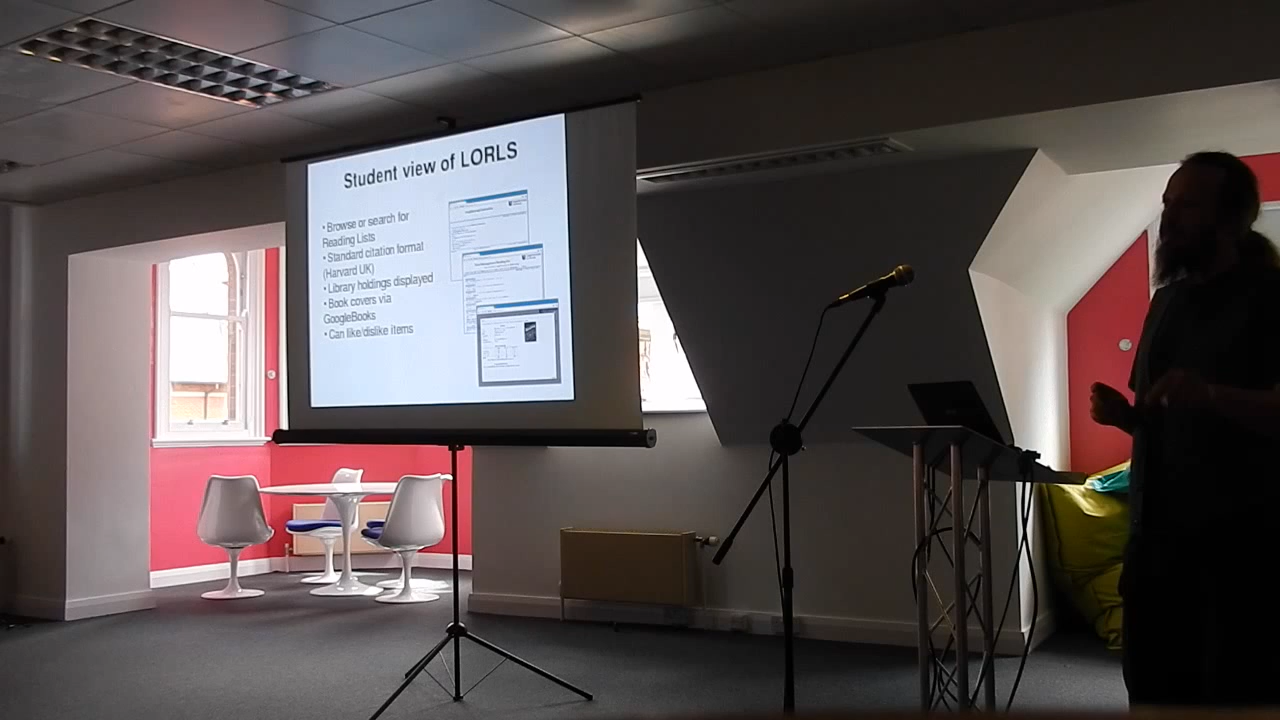 Student view of LORLS
• Browse or search for
Reading Lists
• Standard citation format
(Harvard UK)
• Library holdings displayed
• Book covers via
GoogleBooks
• Can like/dislike items